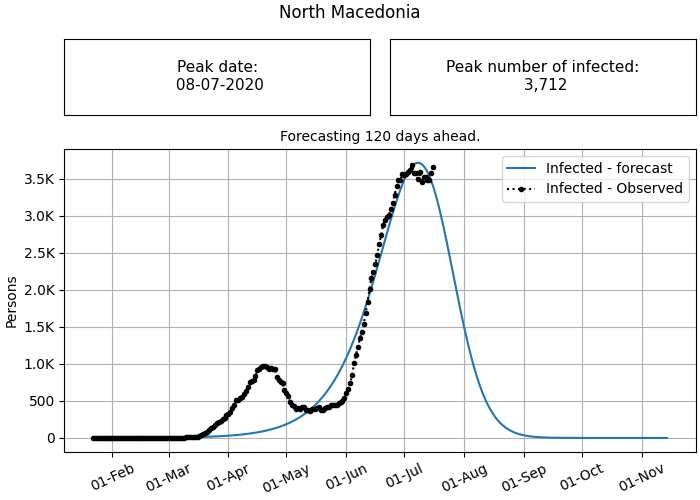 North Macedonia
Peak date:
08-07-2020
Peak number of infected:
3,712
Forecasting 120 days ahead.
Infected - forecast
Infected - Observed
Persons
3.5K
3.0K
2.5K
2.0K
1.5K
1.0K
500
0
01-Feb
01-Mar
01-Apr
01-May
01-Jun
01-Jul
01-Aug
01-Sep
01-Oct
01-Nov